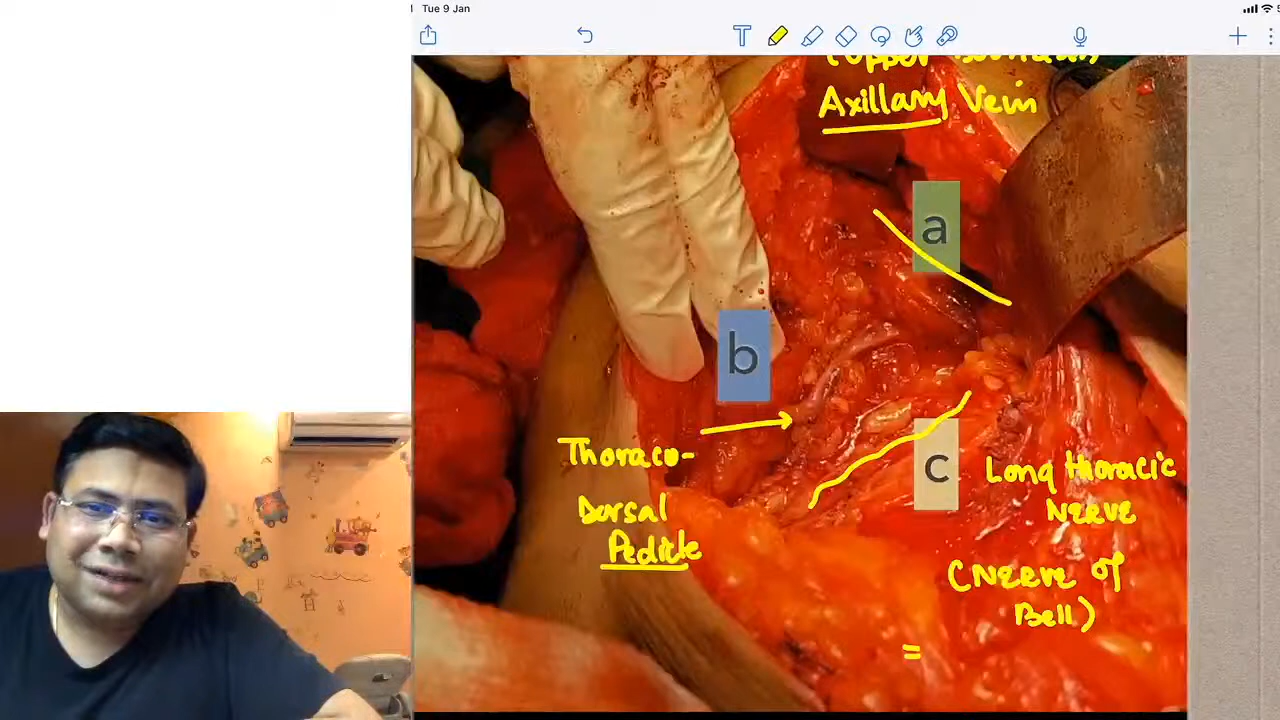 Tue 9 Jan
T
Axillary Vein
a
b
Thoraco-
Dorsal
Pedicle
c
Long thoracic
Nerve
(Nerve of
Bell)
=